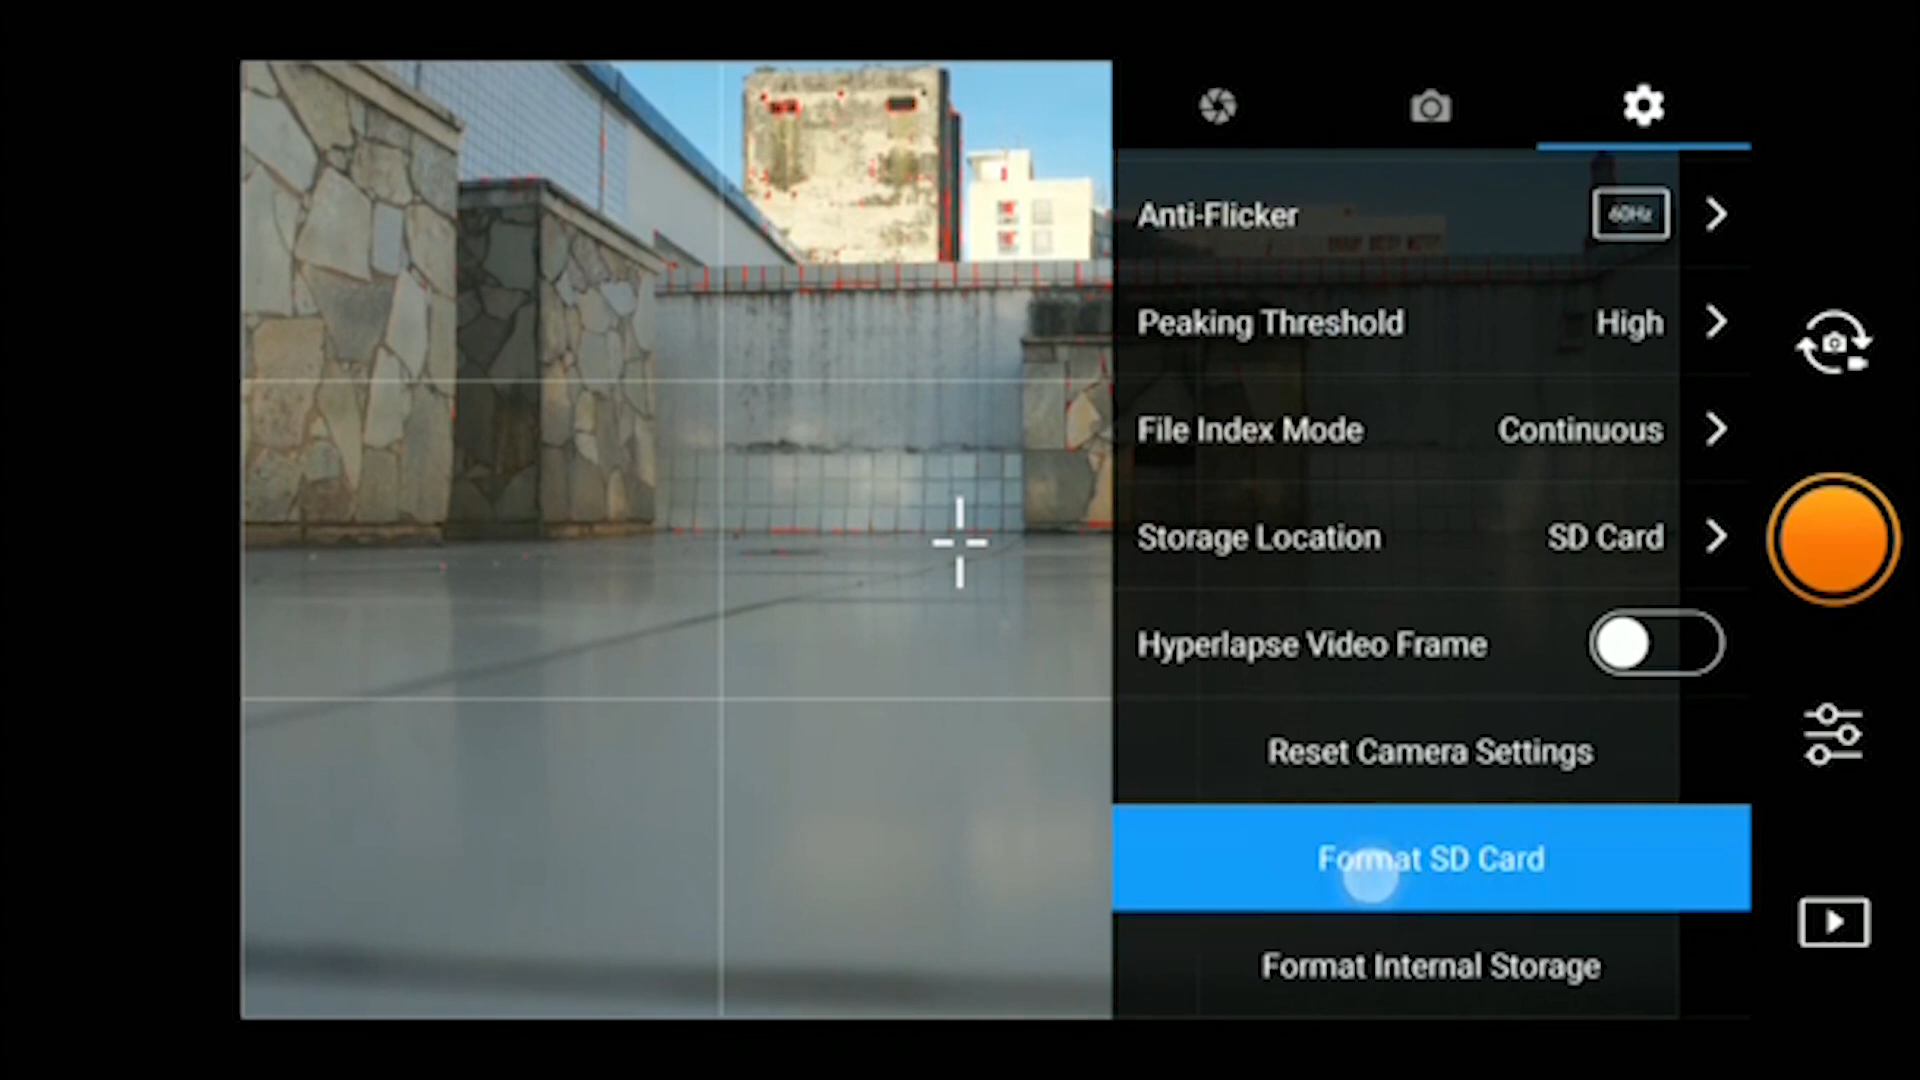 Anti-Flicker 60Hz
Peaking Threshold High
File Index Mode Continuous
Storage Location SD Card
Hyperlapse Video Frame
Reset Camera Settings
Format SD Card
Format Internal Storage